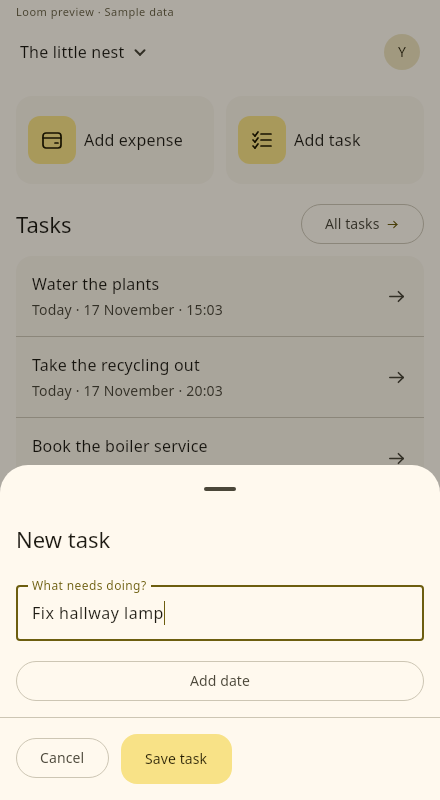 Loom preview · Sample data
The little nest
Y
Add expense
Add task
Tasks
All tasks
Water the plants
Today · 17 November · 15:03
Take the recycling out
Today · 17 November · 20:03
Book the boiler service
New task
What needs doing?
Fix hallway lamp
Add date
Cancel
Save task